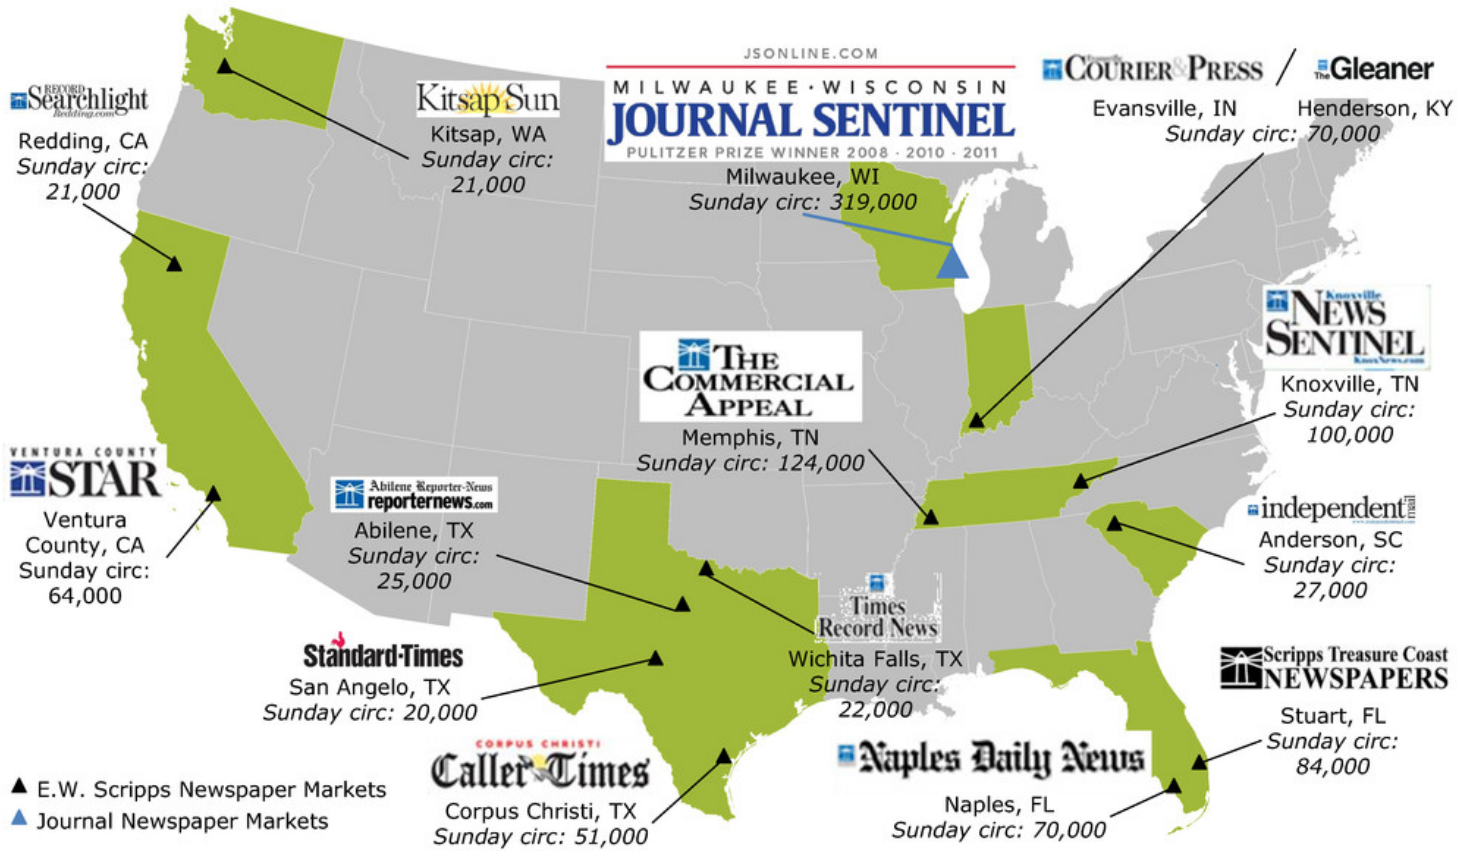 RECORD
Searchlight
Redding.com
Redding, CA
Sunday circ:
21,000
Kitsap Sun
Kitsap, WA
Sunday circ:
21,000
JSONLINE.COM
MILWAUKEE · WISCONSIN
JOURNAL SENTINEL
PULITZER PRIZE WINNER 2008 · 2010 · 2011
Milwaukee, WI
Sunday circ: 319,000
COURIER & PRESS /
The Gleaner
Evansville, IN
Henderson, KY
Sunday circ: 70,000
Knoxville
NEWS
SENTINEL
KnoxNews.com
Knoxville, TN
Sunday circ:
100,000
THE
COMMERCIAL
APPEAL
Memphis, TN
Sunday circ: 124,000
VENTURA COUNTY
STAR
Ventura
County, CA
Sunday circ:
64,000
Abilene Reporter-News
reporternews.com
Abilene, TX
Sunday circ:
25,000
independent mail
Anderson, SC
Sunday circ:
27,000
Times
Record News
Wichita Falls, TX
Sunday circ:
22,000
Standard-Times
San Angelo, TX
Sunday circ: 20,000
Scripps Treasure Coast
NEWSPAPERS
Stuart, FL
Sunday circ:
84,000
CORPUS CHRISTI
Caller Times
Corpus Christi, TX
Sunday circ: 51,000
Naples Daily News
Naples, FL
Sunday circ: 70,000
E.W. Scripps Newspaper Markets
Journal Newspaper Markets